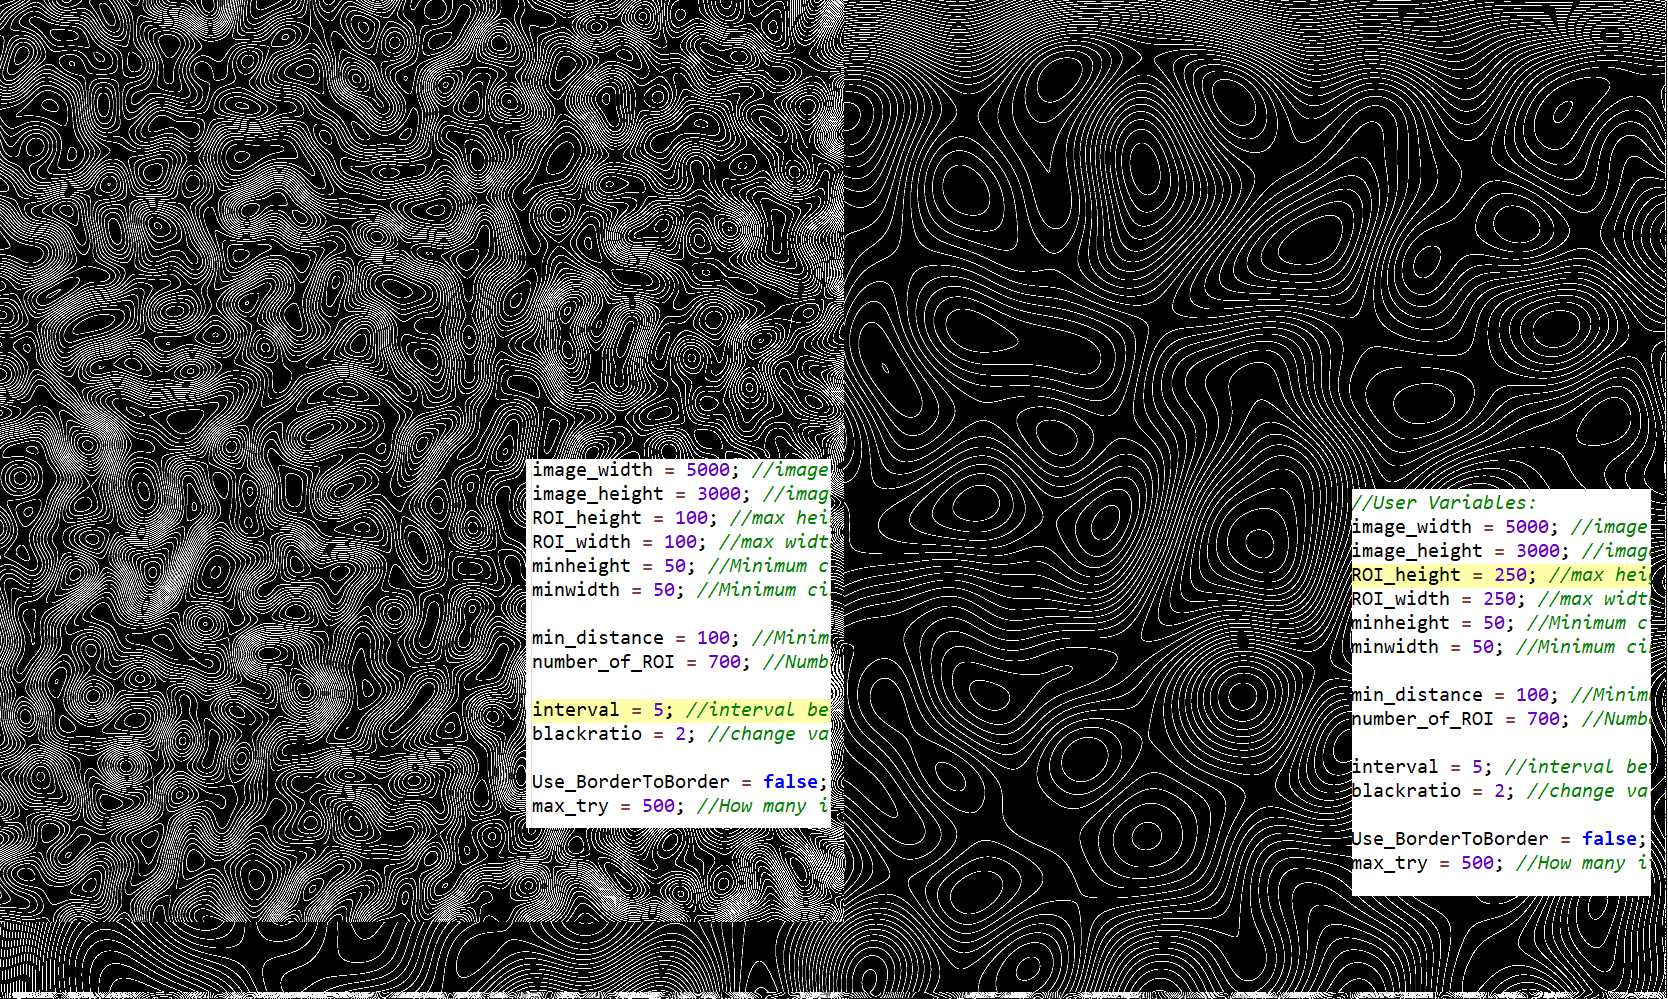 image_width = 5000; //image
image_height = 3000; //imag
ROI_height = 100; //max hei
ROI_width = 100; //max widt
minheight = 50; //Minimum c
minwidth = 50; //Minimum ci
min_distance = 100; //Minim
number_of_ROI = 700; //Numb
interval = 5; //interval be
blackratio = 2; //change va
Use_BorderToBorder = false;
max_try = 500; //How many i
//User Variables:
image_width = 5000; //image
image_height = 3000; //imag
ROI_height = 250; //max hei
ROI_width = 250; //max widt
minheight = 50; //Minimum c
minwidth = 50; //Minimum ci
min_distance = 100; //Minim
number_of_ROI = 700; //Numb
interval = 5; //interval be
blackratio = 2; //change va
Use_BorderToBorder = false;
max_try = 500; //How many i